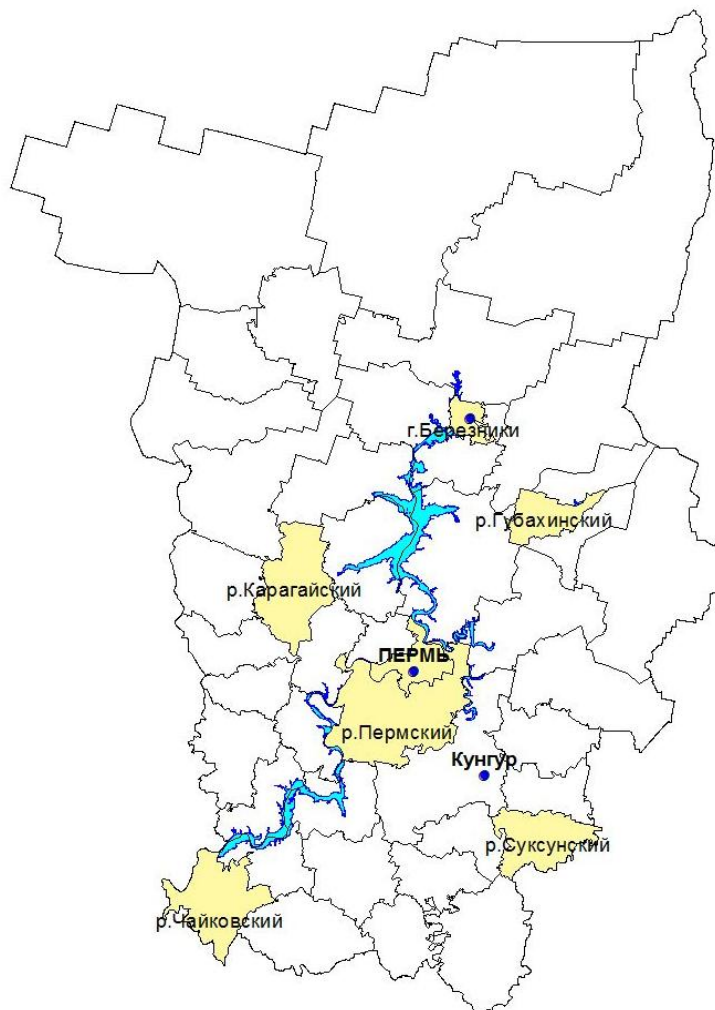 г.Березники
р.Губахинский
р.Карагайский
ПЕРМЬ
р.Пермский
Кунгур
р.Суксунский
р.Чайковский